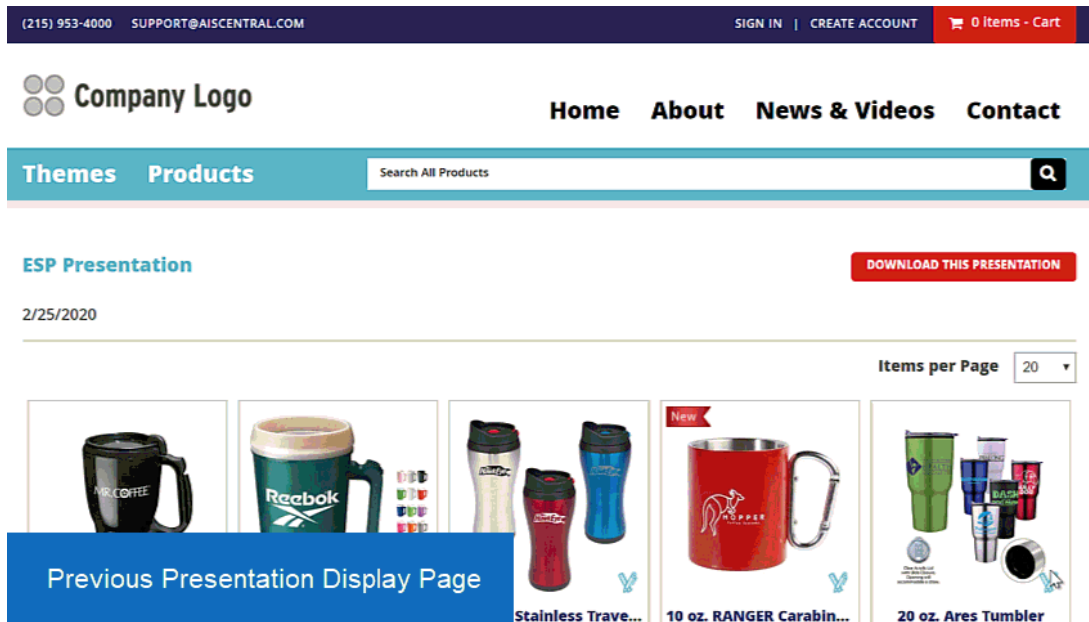 (215) 953-4000 SUPPORT@AISCENTRAL.COM SIGN IN | CREATE ACCOUNT 0 items - Cart
Company Logo
Home About News & Videos Contact
Themes Products Search All Products
ESP Presentation DOWNLOAD THIS PRESENTATION
2/25/2020
Items per Page 20
New
MR.COFFEE
Reebok
HOPPER
DASH
Previous Presentation Display Page
Stainless Trave... 10 oz. RANGER Carabin... 20 oz. Ares Tumbler